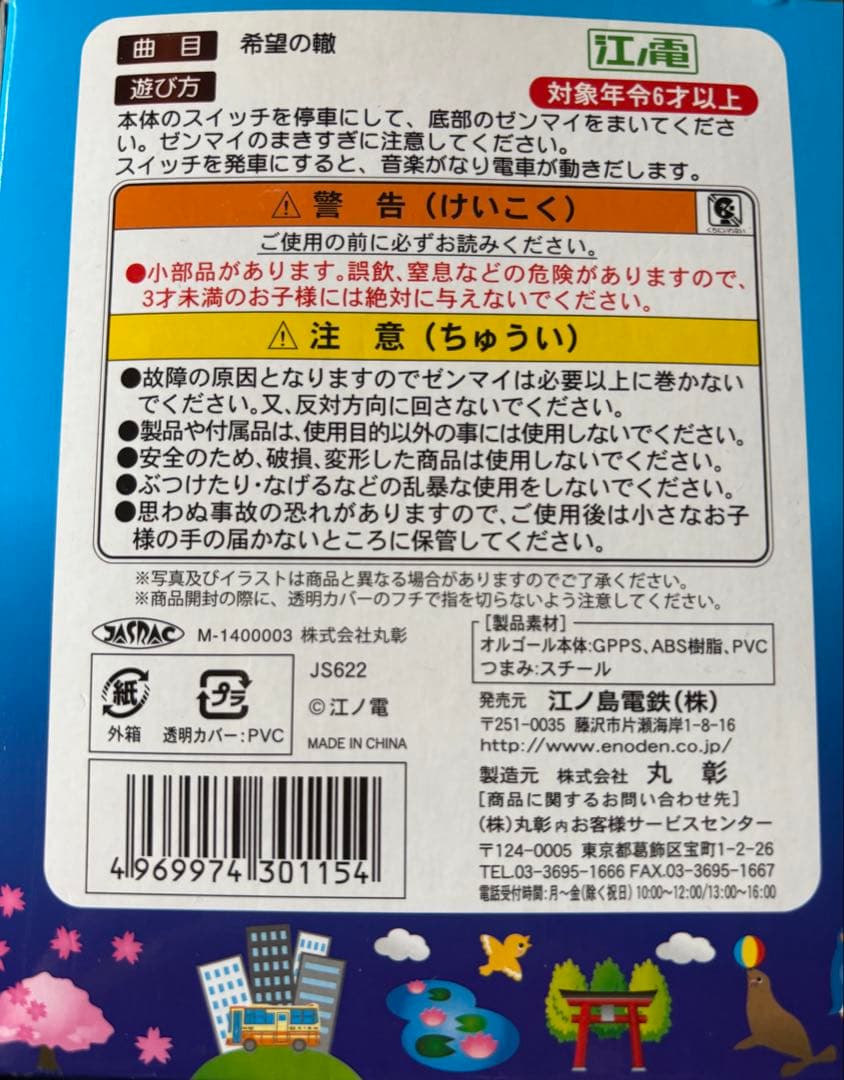 曲目 希望の轍
江ノ電
遊び方
対象年令6才以上
本体のスイッチを停車にして、底部のゼンマイをまいてくださ
い。ゼンマイのまきすぎに注意してください。
スイッチを発車にすると、音楽がなり電車が動きだします。
⚠警告(けいこく)
くちにいれない
ご使用の前に必ずお読みください。
●小部品があります。誤飲、窒息などの危険がありますので、
3才未満のお子様には絶対に与えないでください。
⚠注意(ちゅうい)
●故障の原因となりますのでゼンマイは必要以上に巻かない
でください。又、反対方向に回さないでください。
●製品や付属品は、使用目的以外の事には使用しないでください。
●安全のため、破損、変形した商品は使用しないでください。
●ぶつけたり・なげるなどの乱暴な使用をしないでください。
●思わぬ事故の恐れがありますので、ご使用後は小さなお子
様の手の届かないところに保管してください。
※写真及びイラストは商品と異なる場合がありますのでご了承ください。
※商品開封の際に、透明カバーのフチで指を切らないよう注意してください。
JASRAC M-1400003 株式会社丸彰
JS622
©江ノ電
MADE IN CHINA
紙
外箱
プラ
透明カバー:PVC
4969974301154
[製品素材]
オルゴール本体:GPPS、ABS樹脂、PVC
つまみ:スチール
発売元 江ノ島電鉄(株)
〒251-0035 藤沢市片瀬海岸1-8-16
http://www.enoden.co.jp/
製造元 株式会社 丸彰
[商品に関するお問い合わせ先]
(株)丸彰内お客様サービスセンター
〒124-0005 東京都葛飾区宝町1-2-26
TEL.03-3695-1666 FAX.03-3695-1667
電話受付時間:月〜金(除く祝日)10:00〜12:00/13:00〜16:00